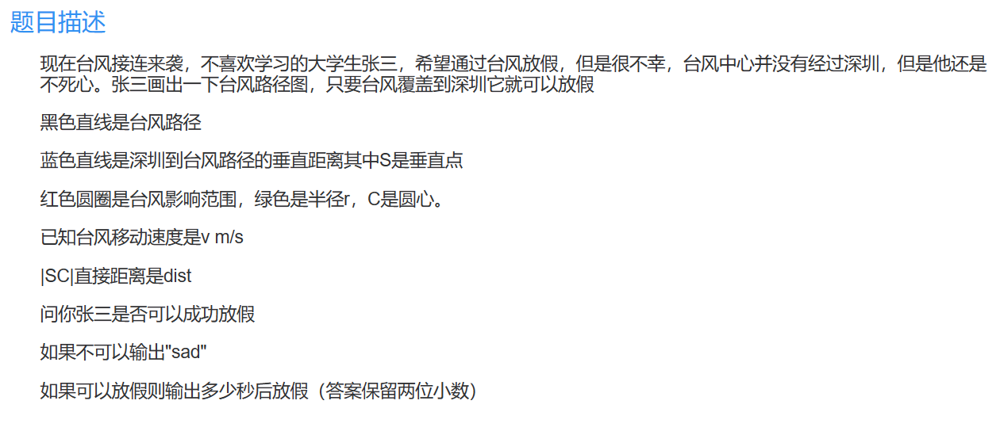 题目描述
现在台风接连来袭，不喜欢学习的大学生张三，希望通过台风放假，但是很不幸，台风中心并没有经过深圳，但是他还是
不死心。张三画出一下台风路径图，只要台风覆盖到深圳它就可以放假
黑色直线是台风路径
蓝色直线是深圳到台风路径的垂直距离其中S是垂直点
红色圆圈是台风影响范围，绿色是半径r，C是圆心。
已知台风移动速度是v m/s
|SC|直接距离是dist
问你张三是否可以成功放假
如果不可以输出"sad"
如果可以放假则输出多少秒后放假（答案保留两位小数）